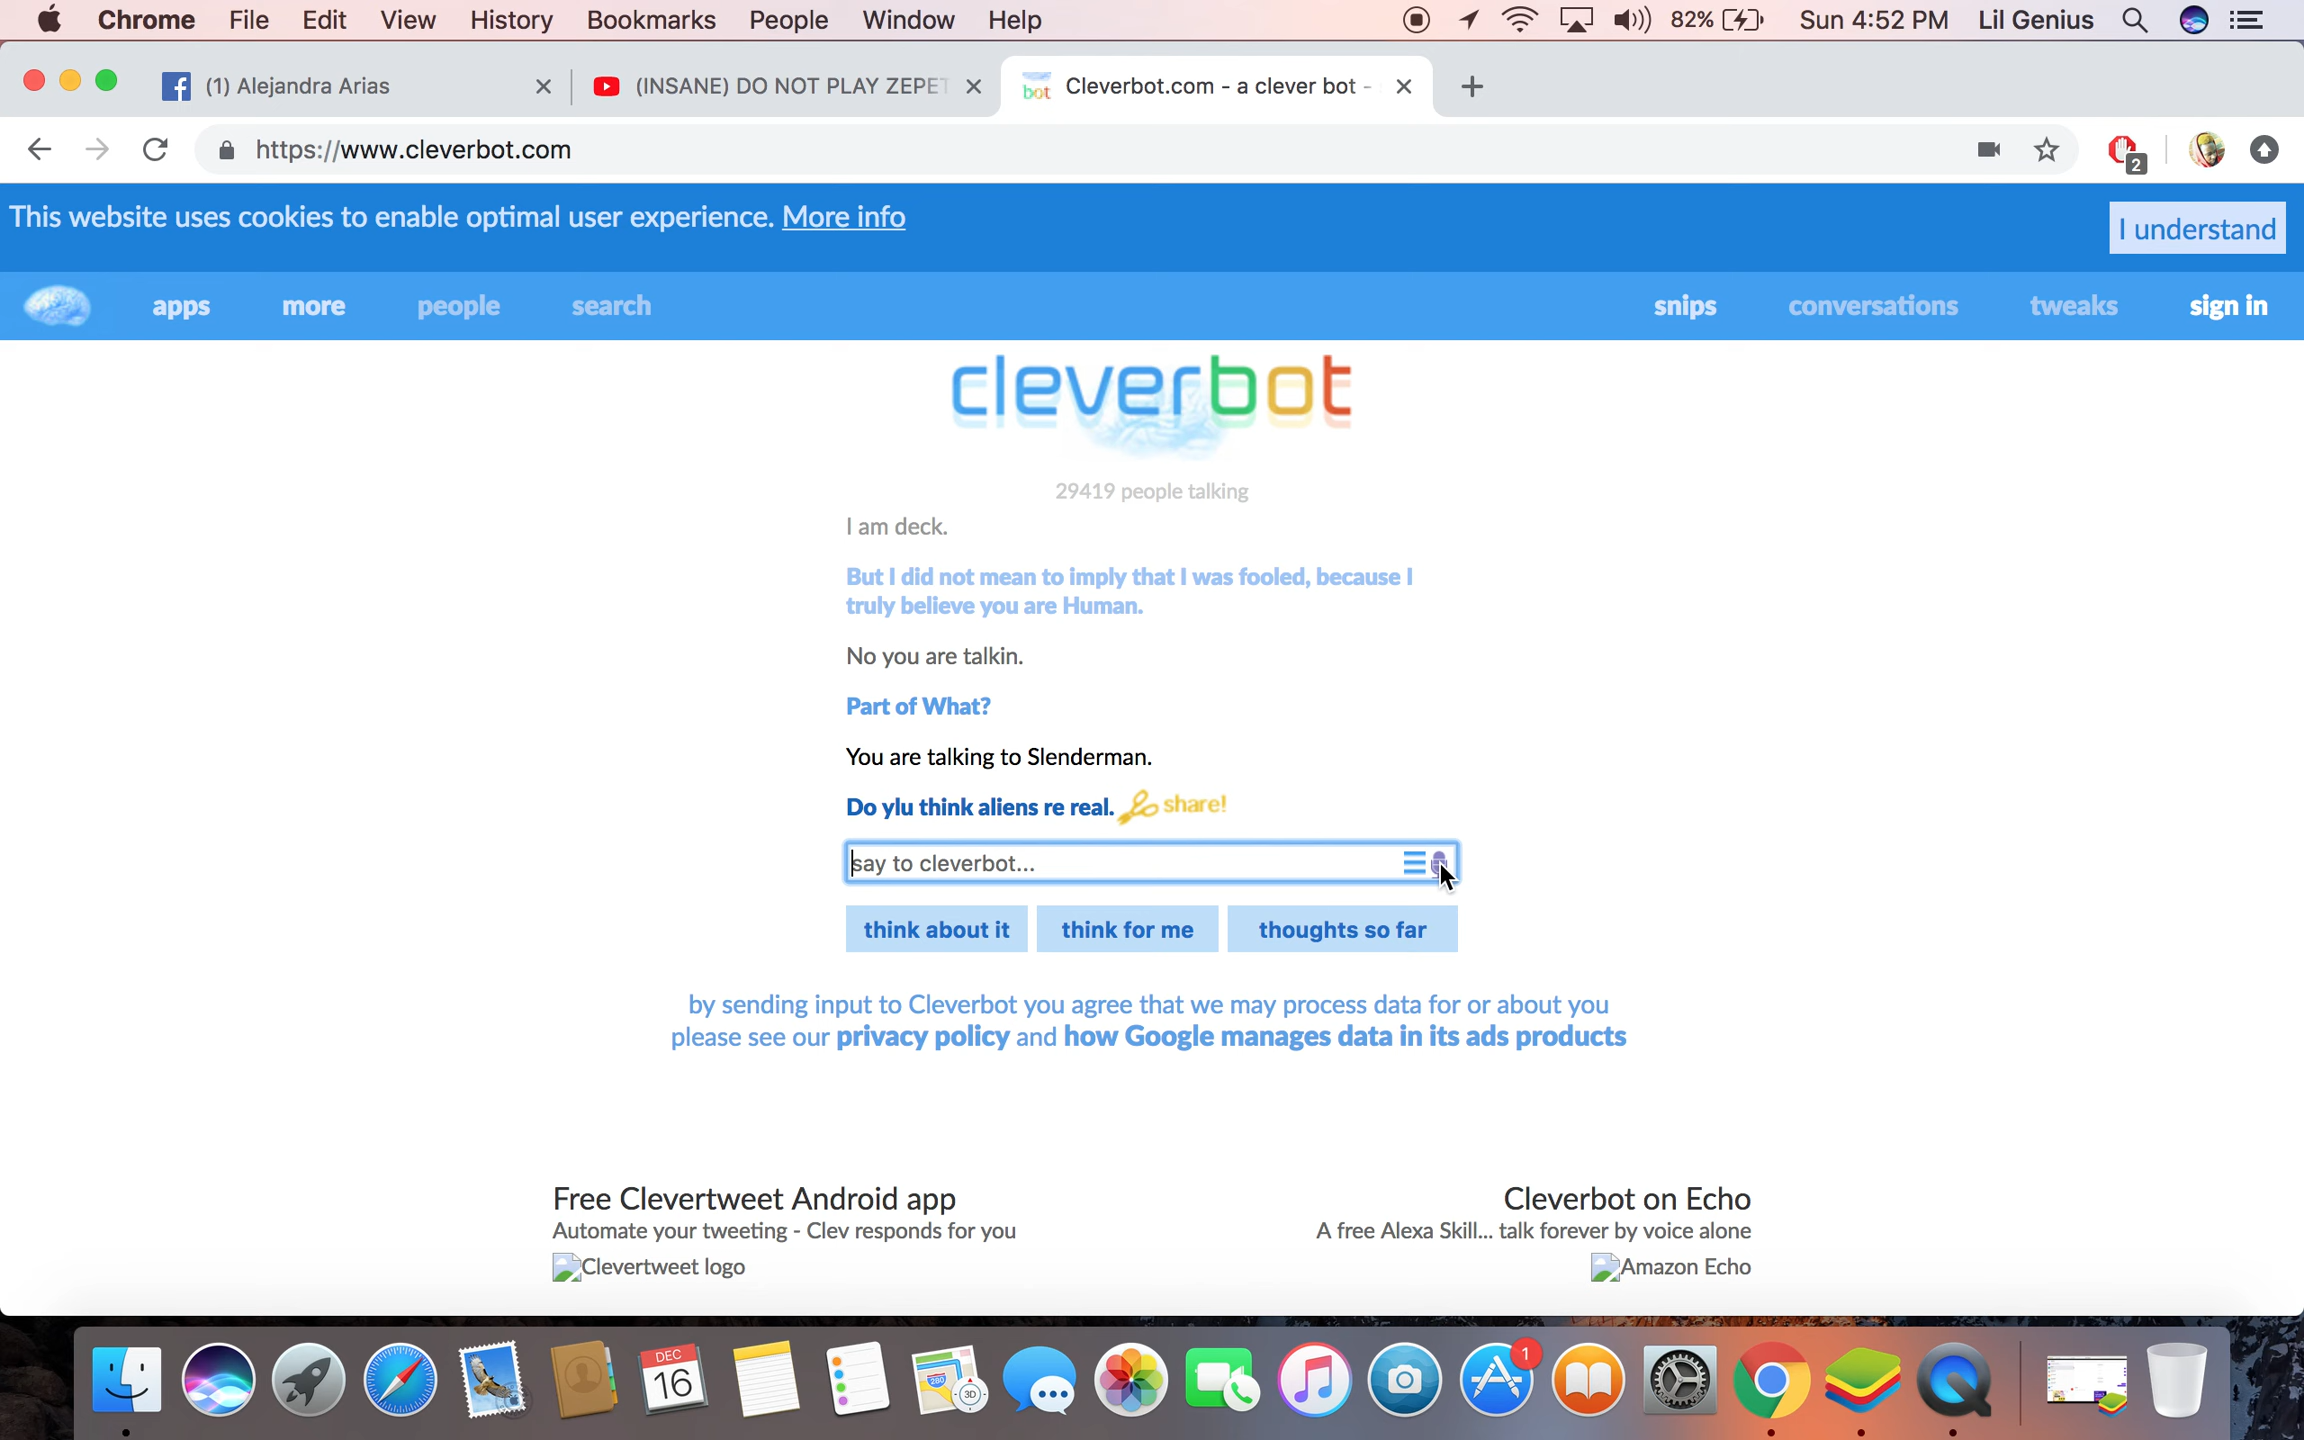 Chrome File Edit View History Bookmarks People Window Help 82% Sun 4:52 PM Lil Genius
(1) Alejandra Arias (INSANE) DO NOT PLAY ZEPET Cleverbot.com - a clever bot -
https://www.cleverbot.com 2
This website uses cookies to enable optimal user experience. More info I understand
apps more people search snips conversations tweaks sign in
cleverbot
29419 people talking
I am deck.
But I did not mean to imply that I was fooled, because I
truly believe you are Human.
No you are talkin.
Part of What?
You are talking to Slenderman.
Do ylu think aliens re real. share!
say to cleverbot...
think about it think for me thoughts so far
by sending input to Cleverbot you agree that we may process data for or about you
please see our privacy policy and how Google manages data in its ads products
Free Clevertweet Android app Cleverbot on Echo
Automate your tweeting - Clev responds for you A free Alexa Skill... talk forever by voice alone
Clevertweet logo Amazon Echo
DEC
16
280
3D
1